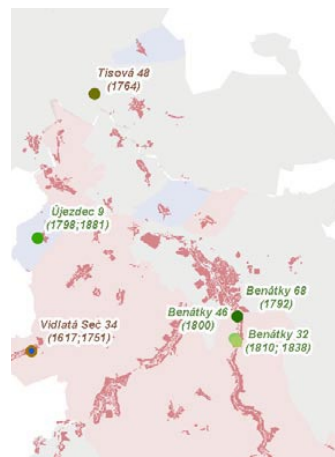 Tisová 48
(1764)
Újezdec 9
(1798;1881)
Benátky 68
(1792)
Benátky 46
(1800)
Vidlatá Seč 34
(1617;1751)
Benátky 32
(1810; 1838)